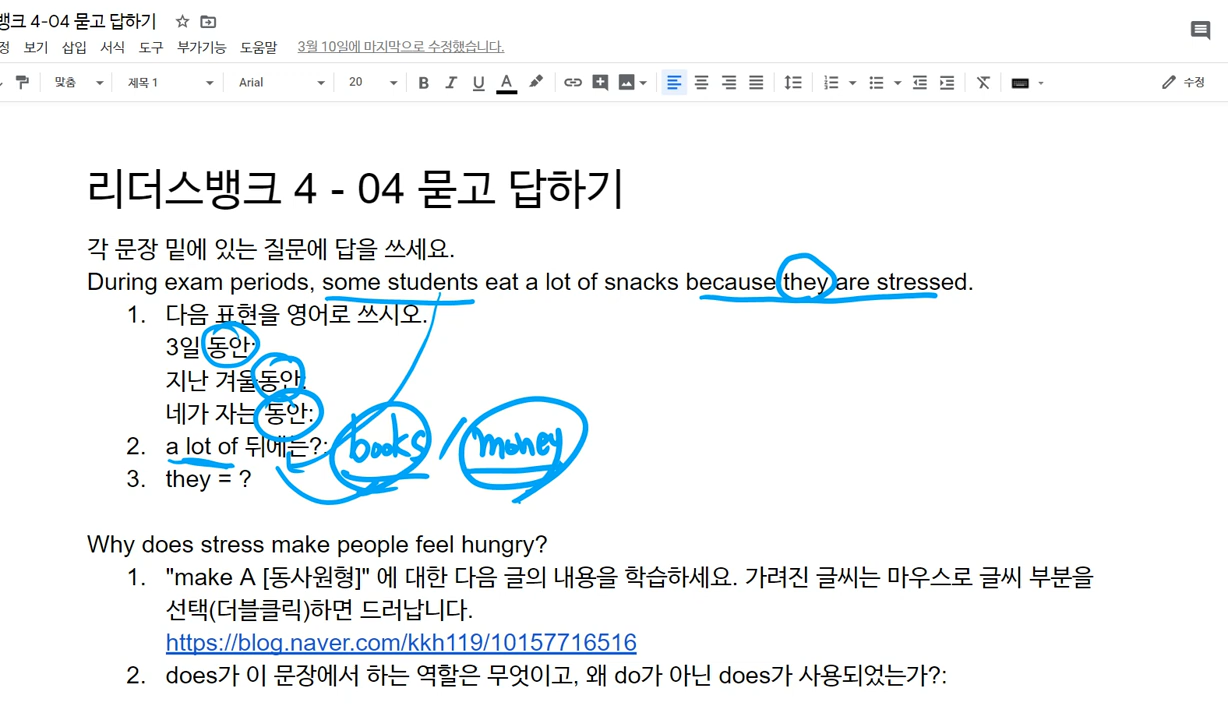 뱅크 4-04 묻고 답하기
정 보기 삽입 서식 도구 부가기능 도움말 3월 10일에 마지막으로 수정했습니다.
맞춤 제목 1 Arial 20 B I U A 수정
리더스뱅크 4 - 04 묻고 답하기
각 문장 밑에 있는 질문에 답을 쓰세요.
During exam periods, some students eat a lot of snacks because they are stressed.
1. 다음 표현을 영어로 쓰시오.
3일 동안:
지난 겨울동안:
네가 자는 동안:
2. a lot of 뒤에는?: books / money
3. they = ?
Why does stress make people feel hungry?
1. "make A [동사원형]" 에 대한 다음 글의 내용을 학습하세요. 가려진 글씨는 마우스로 글씨 부분을
선택(더블클릭)하면 드러납니다.
https://blog.naver.com/kkh119/10157716516
2. does가 이 문장에서 하는 역할은 무엇이고, 왜 do가 아닌 does가 사용되었는가?: